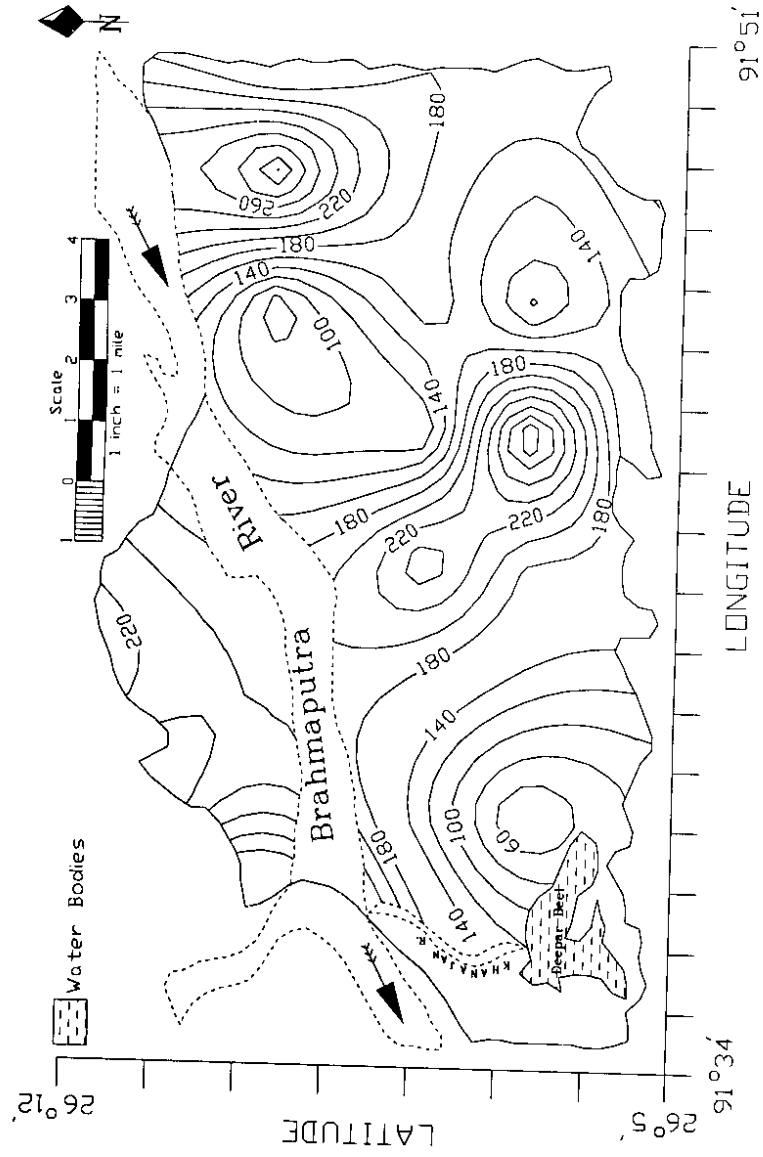 N
Scale
1 0 1 2 3 4
1 inch = 1 mile
Water Bodies
Brahmaputra
River
KHANAJAN R.
Deepar Beel
220
260
220
180
180
140
100
140
180
140
180
220
220
180
180
180
140
100
60
180
140
LATITUDE
26°12'
26°5'
LONGITUDE
91°34'
91°51'